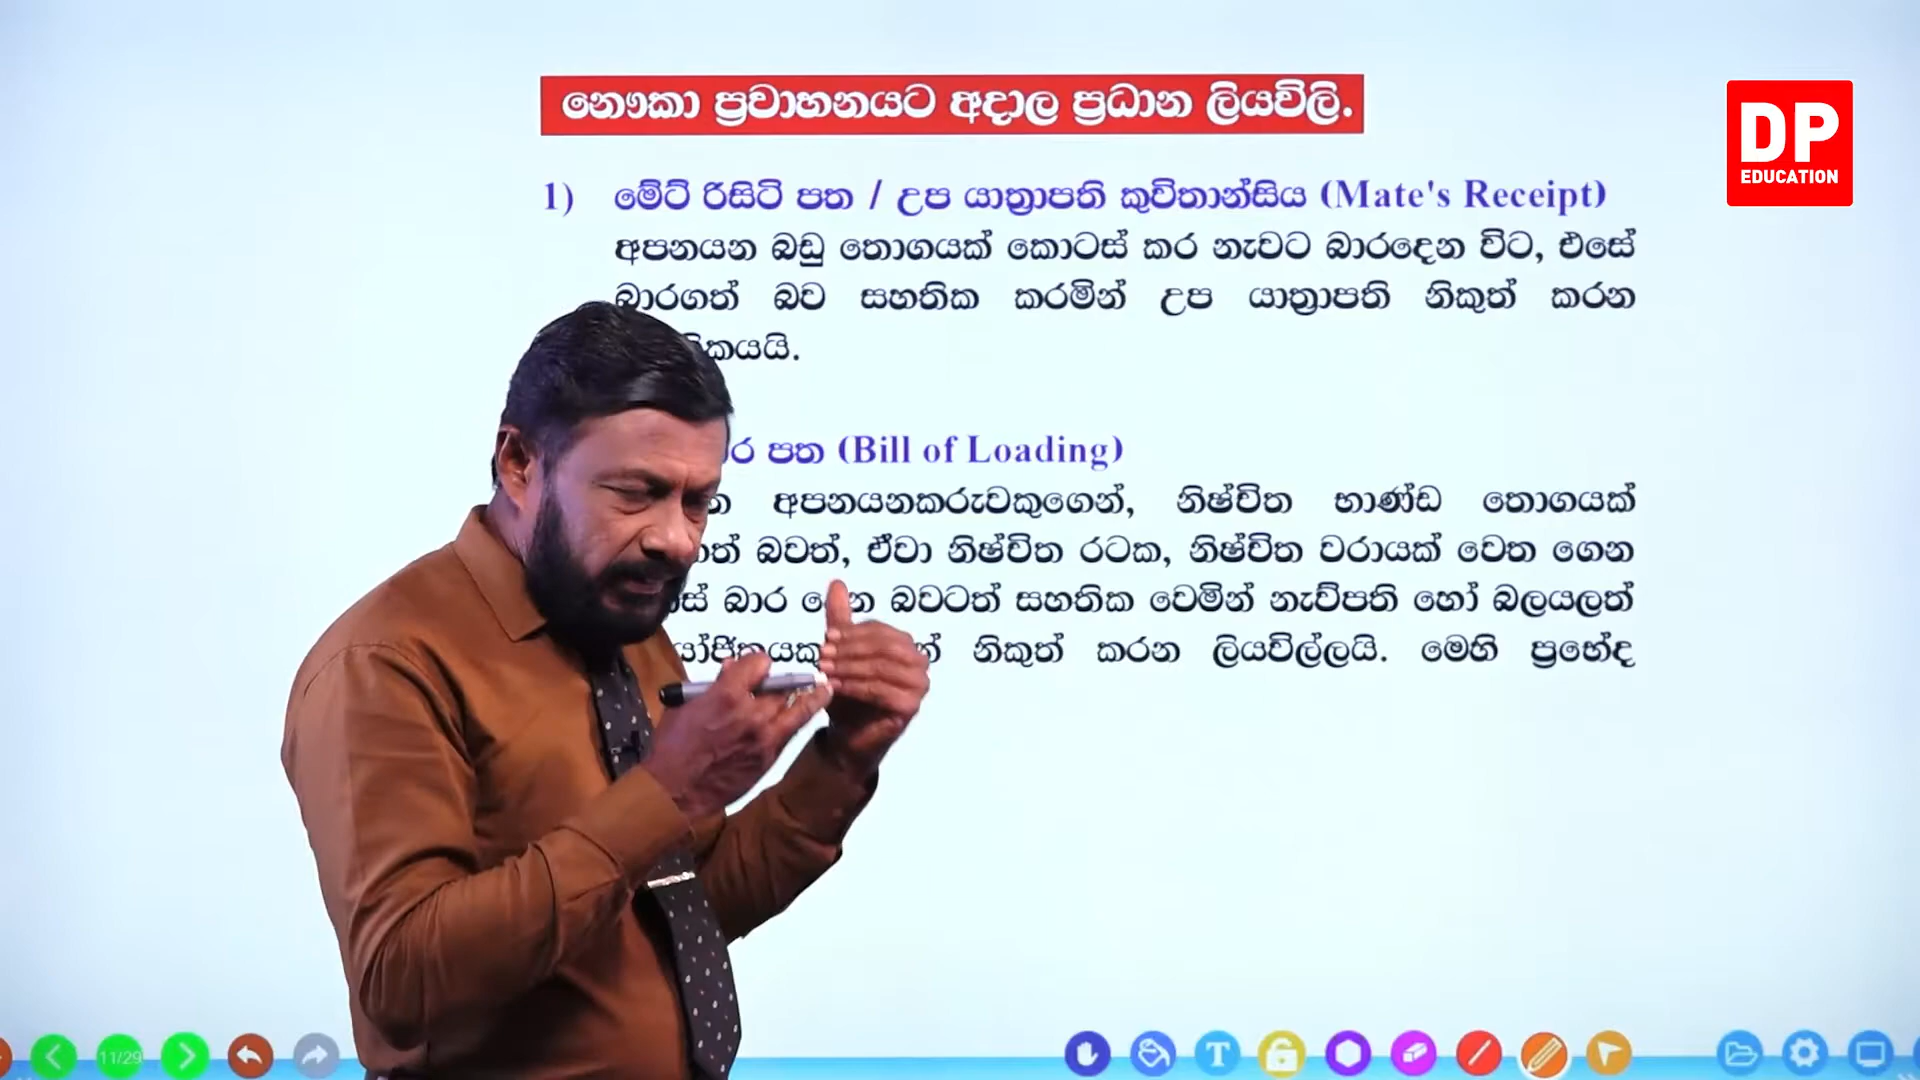 නෞකා ප්‍රවාහනයට අදාල ප්‍රධාන ලියවිලි.
DP
EDUCATION
1) මේට් රිසිට් පත / උප යාත්‍රාපති කුවිතාන්සිය (Mate's Receipt)
අපනයන බඩු තොගයක් කොටස් කර නැවට බාරදෙන විට, එසේ
බාරගත් බව සහතික කරමින් උප යාත්‍රාපති නිකුත් කරන
පත (Bill of Loading)
අපනයනකරුවකුගෙන්, නිෂ්චිත භාණ්ඩ තොගයක්
බවත්, ඒවා නිෂ්චිත රටක, නිෂ්චිත වරායක් වෙත ගෙන
බාර බවටත් සහතික වෙමින් නැව්පති හෝ බලයලත්
නිකුත් කරන ලියවිල්ලයි. මෙහි ප්‍රභේද
11/29
T